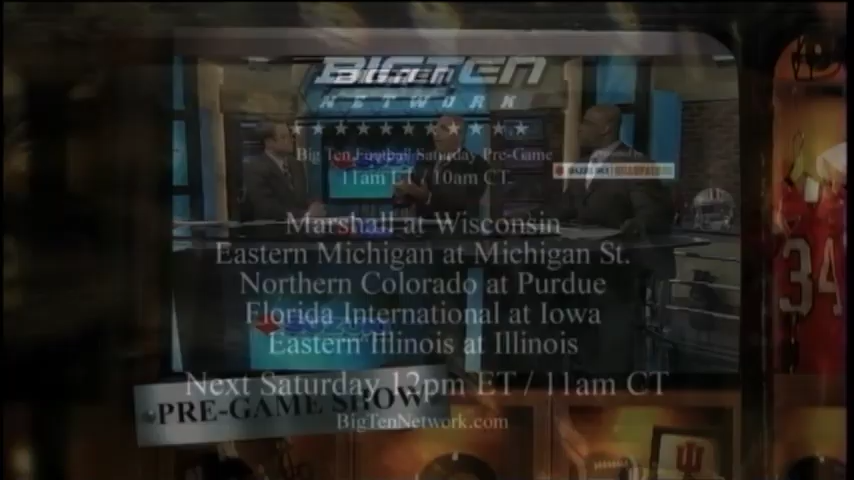 BIG TEN
NETWORK
Big Ten Football Saturday Pre-Game
11am ET / 10am CT
Marshall at Wisconsin
Eastern Michigan at Michigan St.
Northern Colorado at Purdue
Florida International at Iowa
Eastern Illinois at Illinois
Next Saturday 12pm ET / 11am CT
PRE-GAME SHOW
BigTenNetwork.com
34